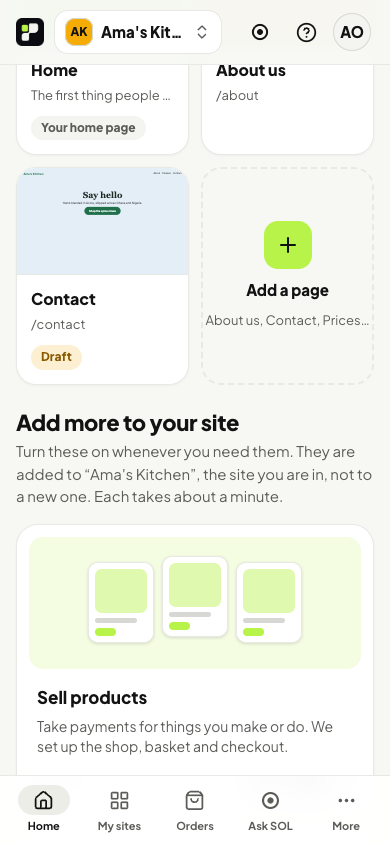 AK
Ama's Kit...
AO
Home
About us
The first thing people ...
/about
Your home page
Say hello
Contact
/contact
Draft
Add a page
About us, Contact, Prices...
Add more to your site
Turn these on whenever you need them. They are
added to “Ama's Kitchen”, the site you are in, not to
a new one. Each takes about a minute.
Sell products
Take payments for things you make or do. We
set up the shop, basket and checkout.
Home
My sites
Orders
Ask SOL
More